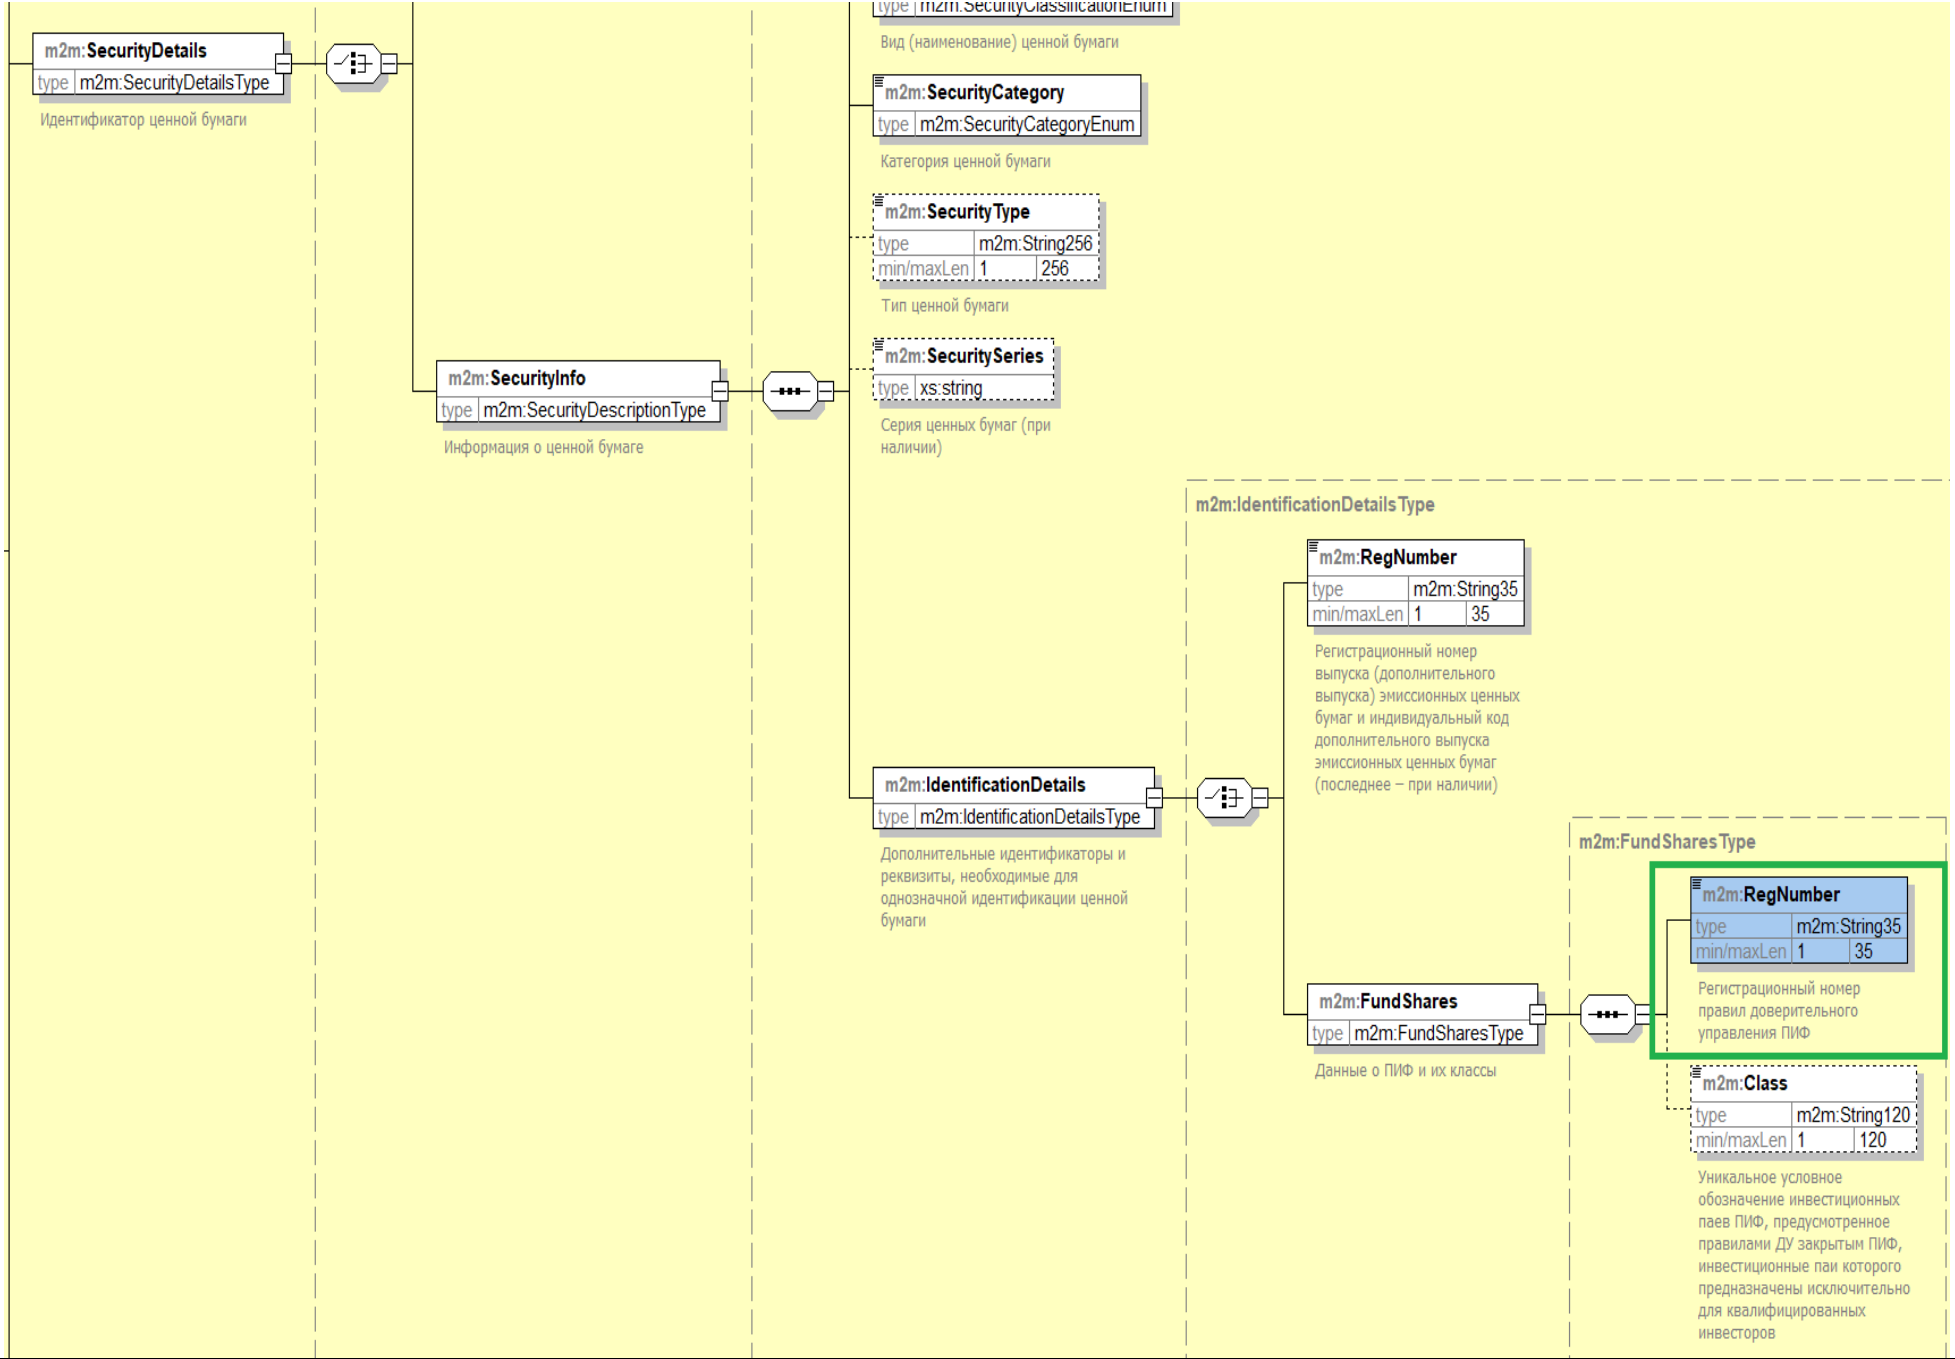 type m2m:SecurityClassificationEnum
Вид (наименование) ценной бумаги
m2m:SecurityDetails
type m2m:SecurityDetailsType
Идентификатор ценной бумаги
m2m:SecurityCategory
type m2m:SecurityCategoryEnum
Категория ценной бумаги
m2m:SecurityType
type m2m:String256
min/maxLen 1 256
Тип ценной бумаги
m2m:SecuritySeries
type xs:string
Серия ценных бумаг (при
наличии)
m2m:SecurityInfo
type m2m:SecurityDescriptionType
Информация о ценной бумаге
m2m:IdentificationDetailsType
m2m:RegNumber
type m2m:String35
min/maxLen 1 35
Регистрационный номер
выпуска (дополнительного
выпуска) эмиссионных ценных
бумаг и индивидуальный код
дополнительного выпуска
эмиссионных ценных бумаг
(последнее – при наличии)
m2m:IdentificationDetails
type m2m:IdentificationDetailsType
Дополнительные идентификаторы и
реквизиты, необходимые для
однозначной идентификации ценной
бумаги
m2m:FundSharesType
m2m:RegNumber
type m2m:String35
min/maxLen 1 35
Регистрационный номер
правил доверительного
управления ПИФ
m2m:FundShares
type m2m:FundSharesType
Данные о ПИФ и их классы
m2m:Class
type m2m:String120
min/maxLen 1 120
Уникальное условное
обозначение инвестиционных
паев ПИФ, предусмотренное
правилами ДУ закрытым ПИФ,
инвестиционные паи которого
предназначены исключительно
для квалифицированных
инвесторов